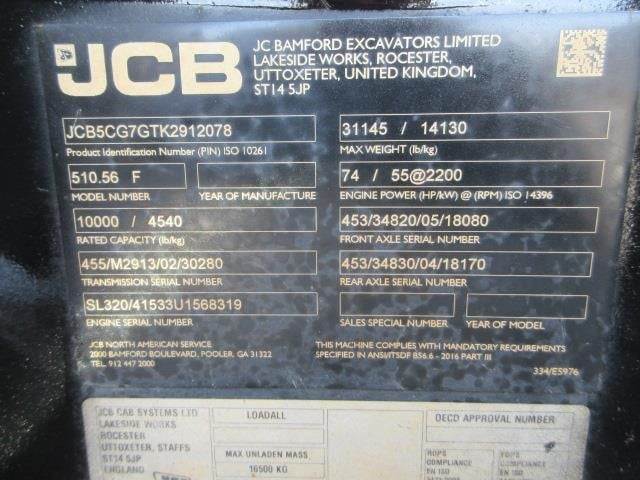 JCB
JC BAMFORD EXCAVATORS LIMITED
LAKESIDE WORKS, ROCESTER,
UTTOXETER, UNITED KINGDOM,
ST14 5JP
JCB5CG7GTK2912078
Product Identification Number (PIN) ISO 10261
510.56 F
MODEL NUMBER
YEAR OF MANUFACTURE
10000 / 4540
RATED CAPACITY (lb/kg)
455/M2913/02/30280
TRANSMISSION SERIAL NUMBER
SL320/41533U1568319
ENGINE SERIAL NUMBER
31145 / 14130
MAX WEIGHT (lb/kg)
74 / 55@2200
ENGINE POWER (HP/kW) @ (RPM) ISO 14396
453/34820/05/18080
FRONT AXLE SERIAL NUMBER
453/34830/04/18170
REAR AXLE SERIAL NUMBER
SALES SPECIAL NUMBER
YEAR OF MODEL
JCB NORTH AMERICAN SERVICE
2000 BAMFORD BOULEVARD, POOLER, GA 31322
TEL. 912 447 2000
THIS MACHINE COMPLIES WITH MANDATORY REQUIREMENTS
SPECIFIED IN ANSI/ITSDF B56.6 - 2016 PART III
334/E5976
JCB CAB SYSTEMS LTD
LAKESIDE WORKS
ROCESTER
UTTOXETER, STAFFS
ST14 5JP
ENGLAND
LOADALL
MAX UNLADEN MASS
16500 KG
OECD APPROVAL NUMBER
ROPS
COMPLIANCE
EN ISO
FOPS
COMPLIANCE
EN ISO